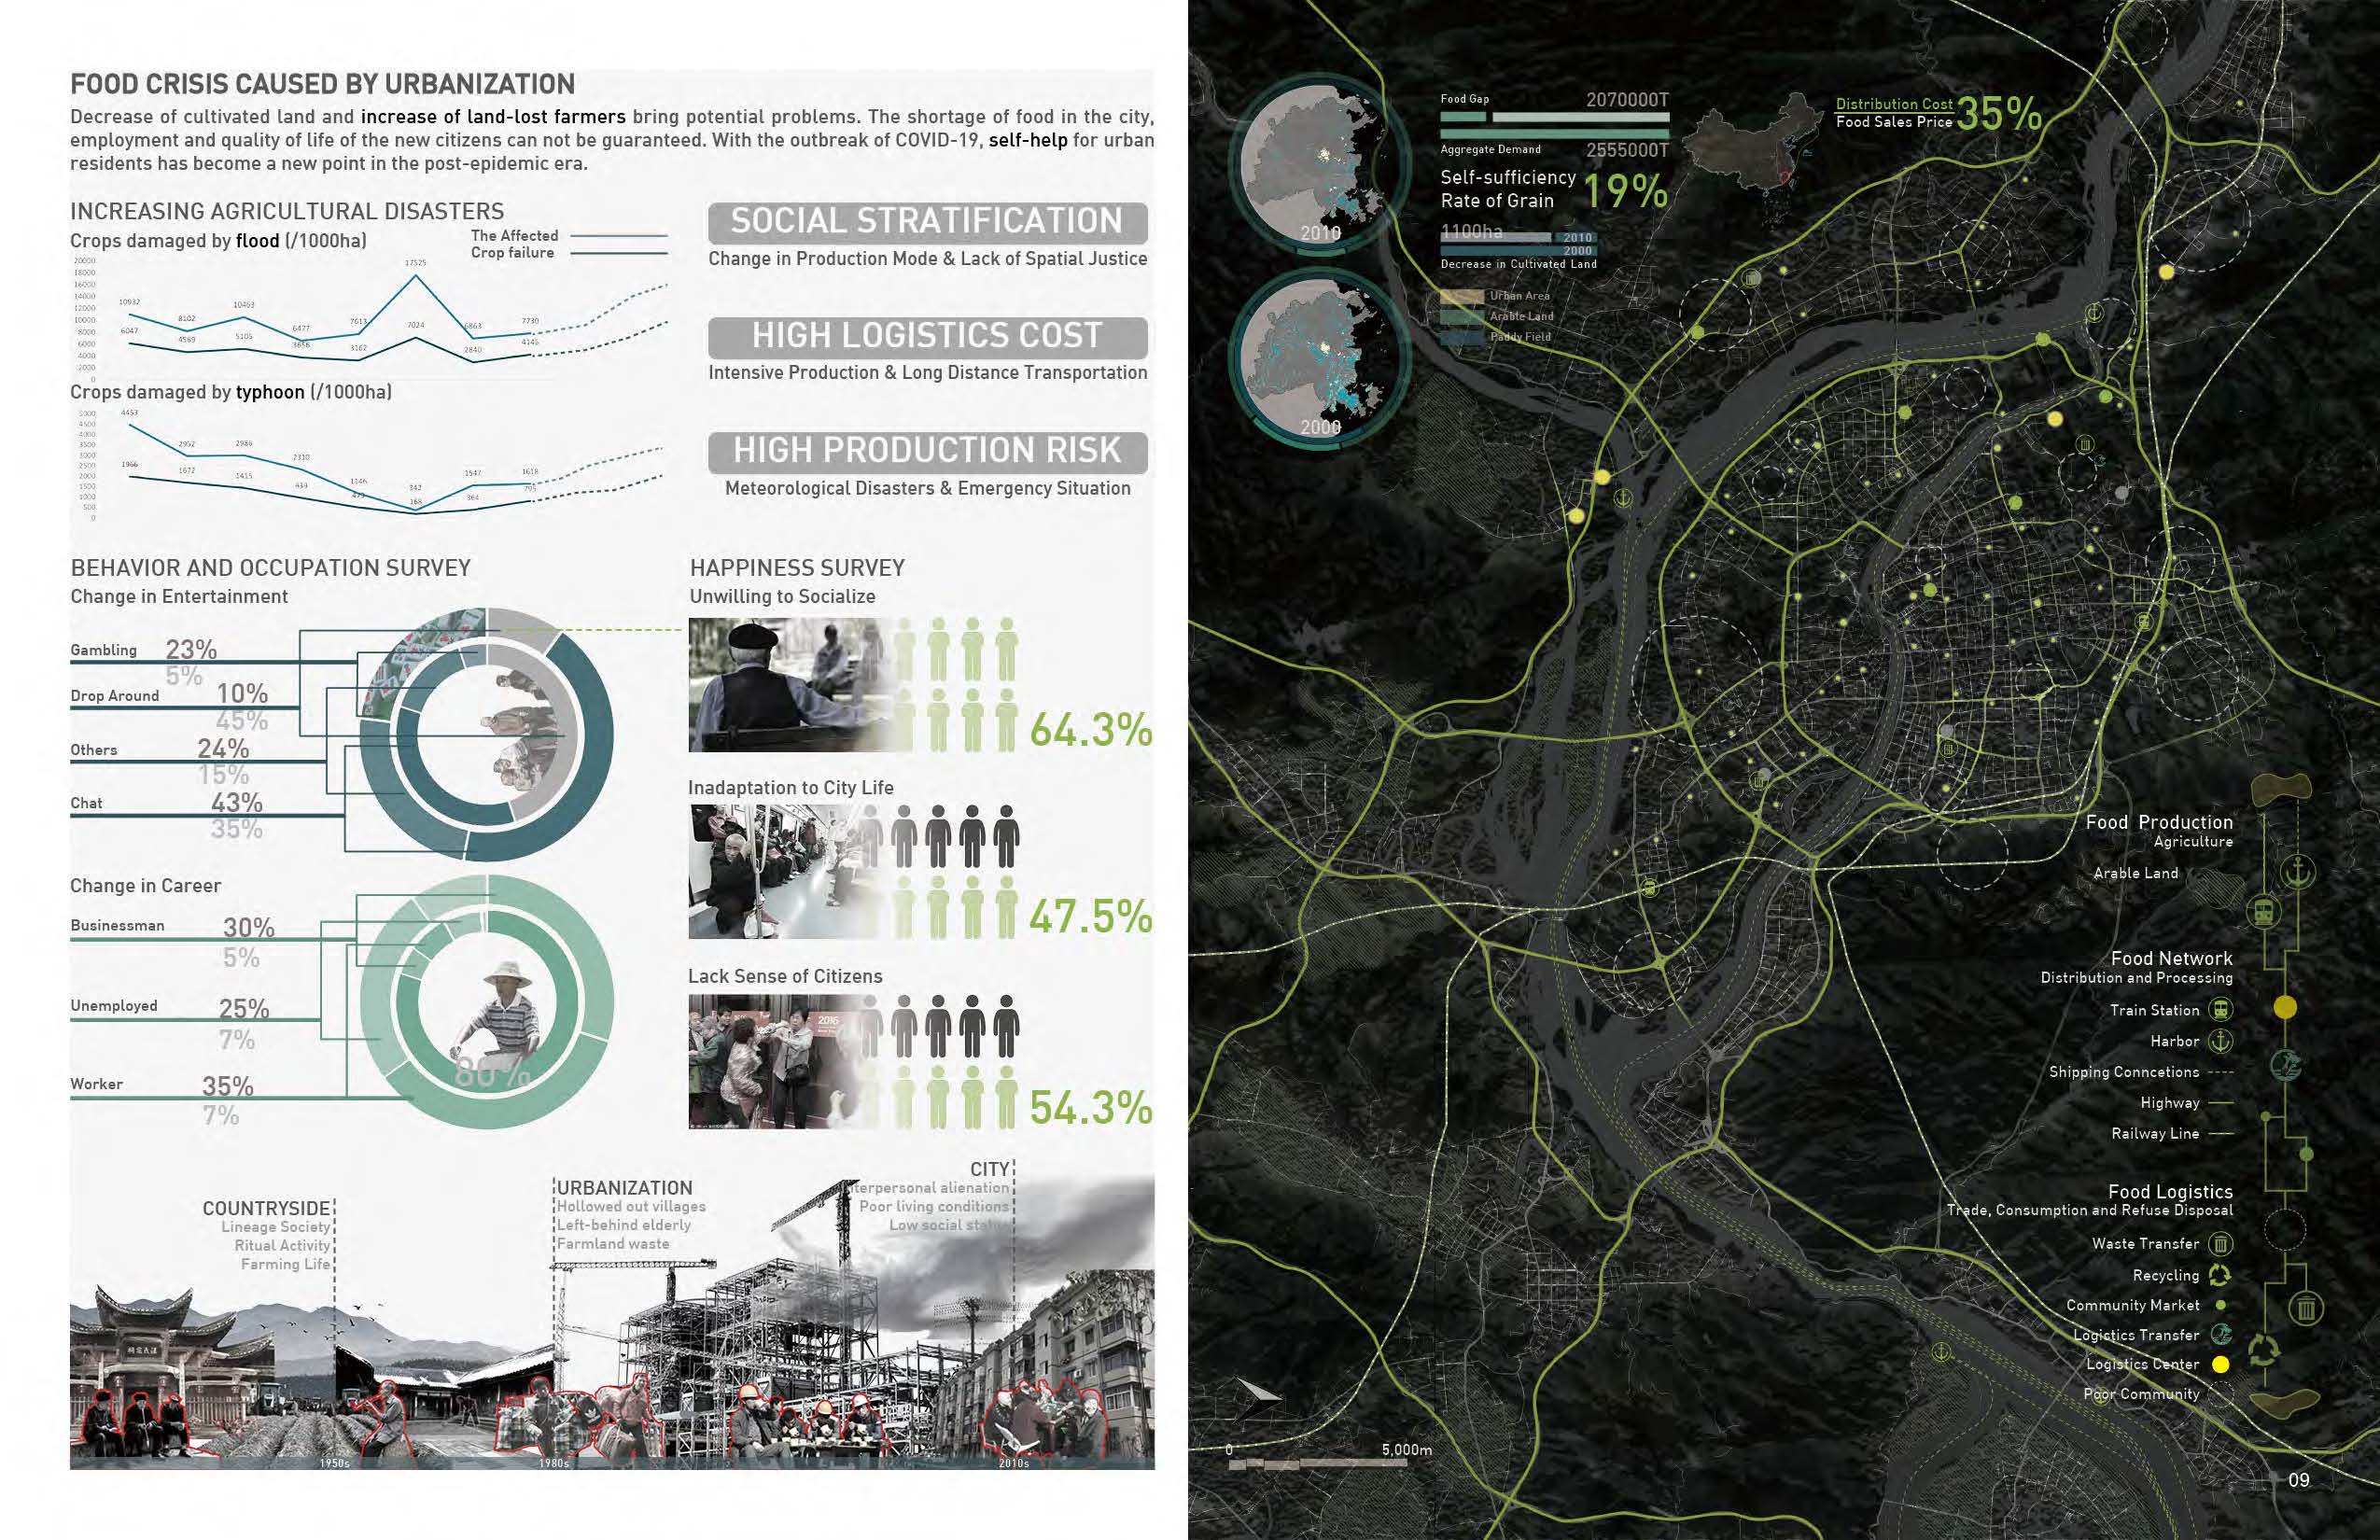 FOOD CRISIS CAUSED BY URBANIZATION
Decrease of cultivated land and increase of land-lost farmers bring potential problems. The shortage of food in the city,
employment and quality of life of the new citizens can not be guaranteed. With the outbreak of COVID-19, self-help for urban
residents has become a new point in the post-epidemic era.
INCREASING AGRICULTURAL DISASTERS
Crops damaged by flood (/1000ha)
The Affected
Crop failure
20000
18000
16000
14000
12000
10000
8000
6000
4000
2000
0
10932
8102
10463
6477
7613
17525
6863
7730
6047
4569
5105
3656
3162
7024
2840
4145
Crops damaged by typhoon (/1000ha)
5000
4500
4000
3500
3000
2500
2000
1500
1000
500
0
4453
2952
2986
2310
1146
342
1547
1618
1966
1672
1415
168
364
SOCIAL STRATIFICATION
Change in Production Mode & Lack of Spatial Justice
HIGH LOGISTICS COST
Intensive Production & Long Distance Transportation
HIGH PRODUCTION RISK
Meteorological Disasters & Emergency Situation
BEHAVIOR AND OCCUPATION SURVEY
Change in Entertainment
Gambling 23%
5%
Drop Around 10%
45%
Others 24%
15%
Chat 43%
35%
Change in Career
Businessman 30%
5%
Unemployed 25%
7%
Worker 35%
7%
80%
HAPPINESS SURVEY
Unwilling to Socialize
64.3%
Inadaptation to City Life
47.5%
Lack Sense of Citizens
2016
54.3%
COUNTRYSIDE
Lineage Society
Ritual Activity
Farming Life
URBANIZATION
Hollowed out villages
Left-behind elderly
Farmland waste
CITY
terpersonal alienation
Poor living conditions
Low social status
1950s
1980s
2010s
2010
2000
Food Gap 2070000T
Aggregate Demand 2555000T
Self-sufficiency
Rate of Grain 19%
1100ha
2010
2000
Decrease in Cultivated Land
Urban Area
Arable Land
Paddy Field
Distribution Cost
Food Sales Price 35%
Food Production
Agriculture
Arable Land
Food Network
Distribution and Processing
Train Station
Harbor
Shipping Conncetions
Highway
Railway Line
Food Logistics
Trade, Consumption and Refuse Disposal
Waste Transfer
Recycling
Community Market
Logistics Transfer
Logistics Center
Poor Community
0 5,000m
09